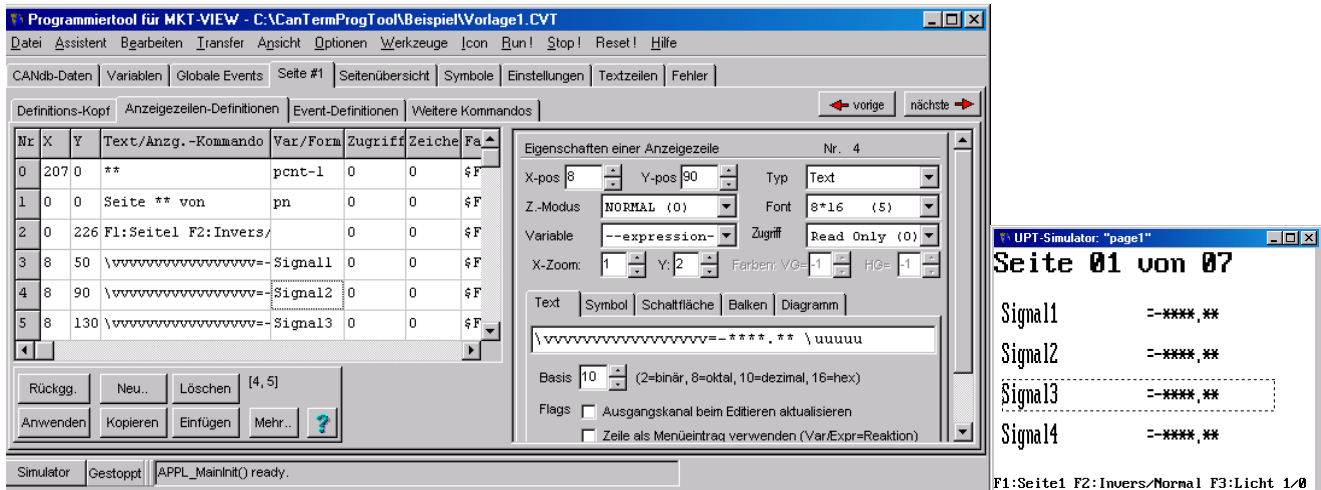 Programmiertool für MKT-VIEW - C:\CanTermProgTool\Beispiel\Vorlage1.CVT
Datei Assistent Bearbeiten Transfer Ansicht Optionen Werkzeuge Icon Run! Stop! Reset! Hilfe
CANdb-Daten Variablen Globale Events Seite #1 Seitenübersicht Symbole Einstellungen Textzeilen Fehler
Definitions-Kopf Anzeigezeilen-Definitionen Event-Definitionen Weitere Kommandos vorige nächste
Nr X Y Text/Anzg.-Kommando Var/Form Zugriff Zeiche Fa
0 207 0 ** pcnt-1 0 0 $F
1 0 0 Seite ** von pn 0 0 $F
2 0 226 F1:Seite1 F2:Invers/ 0 0 $F
3 8 50 \vvvvvvvvvvvvvvvvv=- Signal1 0 0 $F
4 8 90 \vvvvvvvvvvvvvvvvv=- Signal2 0 0 $F
5 8 130 \vvvvvvvvvvvvvvvvv=- Signal3 0 0 $F
Rückgg. Neu.. Löschen [4, 5]
Anwenden Kopieren Einfügen Mehr.. ?
Eigenschaften einer Anzeigezeile Nr. 4
X-pos 8 Y-pos 90 Typ Text
Z.-Modus NORMAL (0) Font 8*16 (5)
Variable --expression- Zugriff Read Only (0)
X-Zoom: 1 Y: 2 Farben: VG= -1 HG= -1
Text Symbol Schaltfläche Balken Diagramm
\vvvvvvvvvvvvvvvvv=-****.** \uuuuu
Basis 10 (2=binär, 8=oktal, 10=dezimal, 16=hex)
Flags Ausgangskanal beim Editieren aktualisieren
Zeile als Menüeintrag verwenden (Var/Expr=Reaktion)
Simulator Gestoppt APPL_MainInit() ready.
UPT-Simulator: "page1"
Seite 01 von 07
Signal1 =-****.**
Signal2 =-****.**
Signal3 =-****.**
Signal4 =-****.**
F1:Seite1 F2:Invers/Normal F3:Licht 1/0